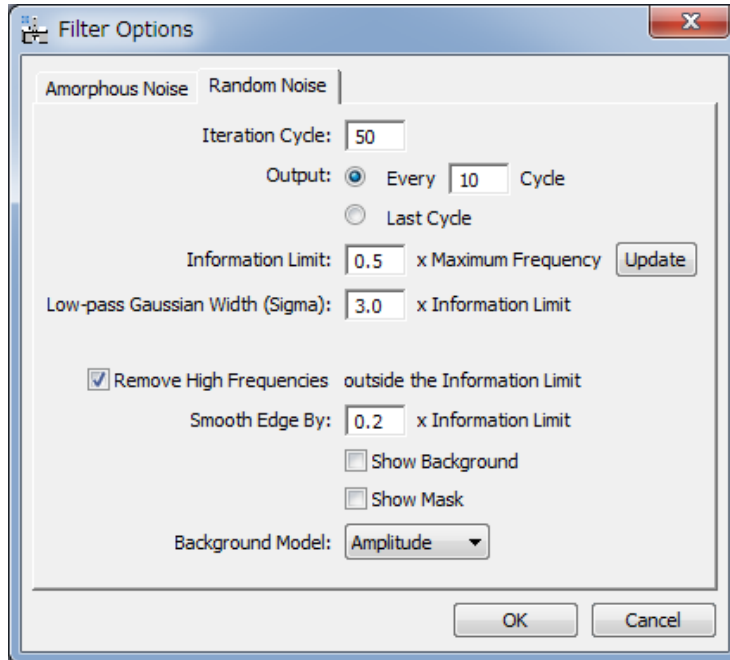 Filter Options
Amorphous Noise Random Noise
Iteration Cycle: 50
Output: Every 10 Cycle
Last Cycle
Information Limit: 0.5 x Maximum Frequency Update
Low-pass Gaussian Width (Sigma): 3.0 x Information Limit
Remove High Frequencies outside the Information Limit
Smooth Edge By: 0.2 x Information Limit
Show Background
Show Mask
Background Model: Amplitude
OK Cancel